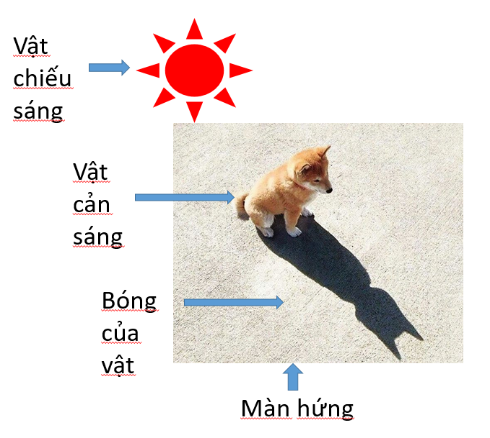 Vật
chiếu
sáng
Vật
cản
sáng
Bóng
của
vật
Màn hứng